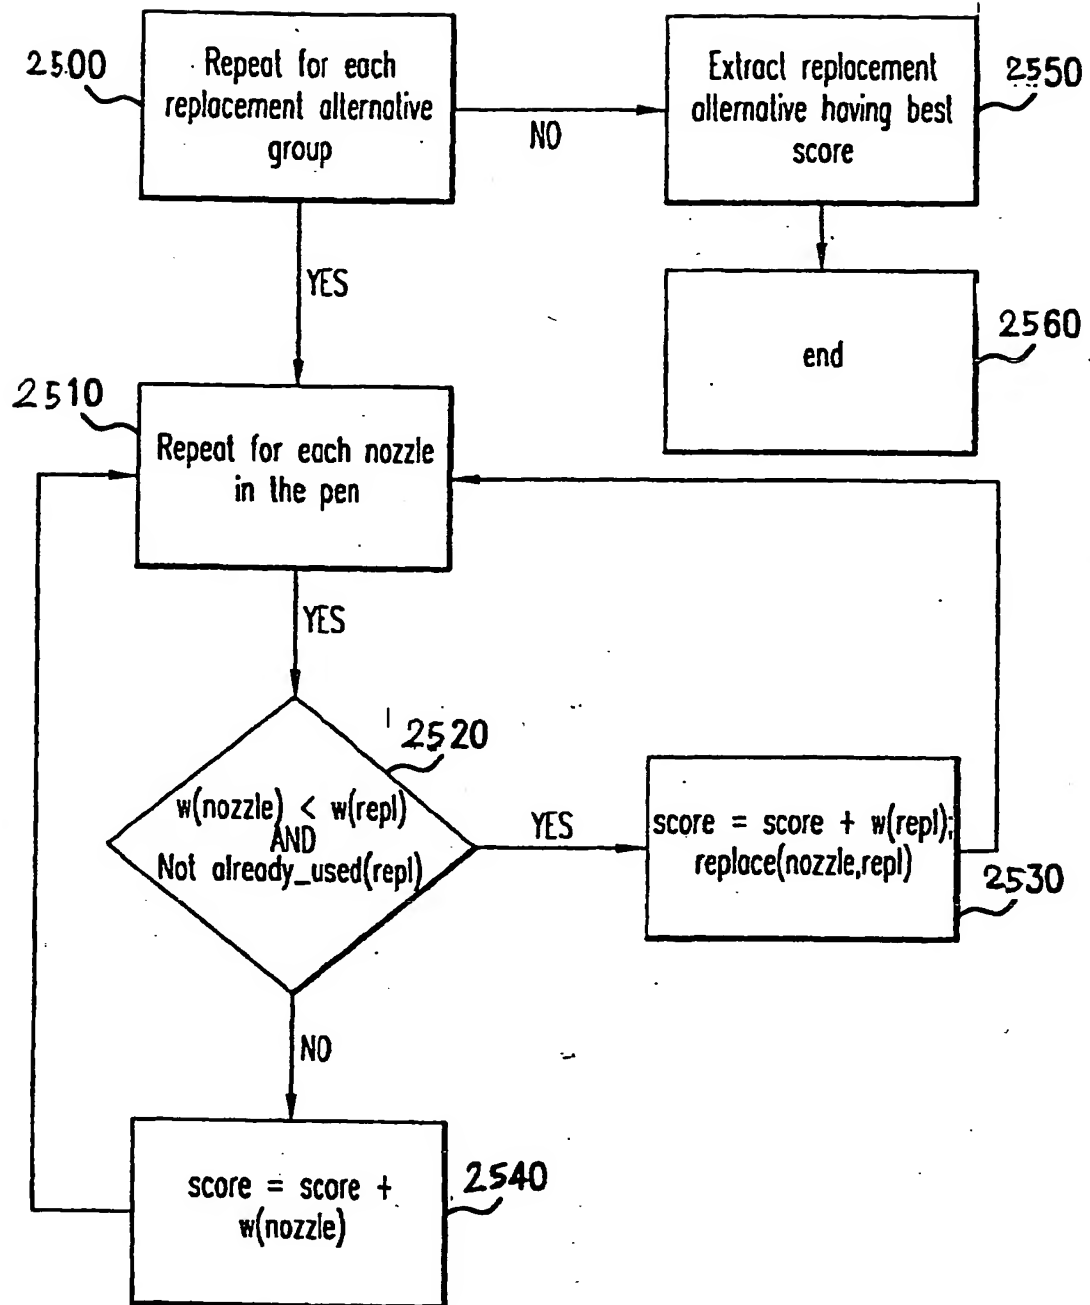 2500
Repeat for each
replacement alternative
group
NO
Extract replacement
alternative having best
score
2550
YES
end
2560
2510
Repeat for each nozzle
in the pen
YES
2520
w(nozzle) < w(repl)
AND
Not already_used(repl)
YES
score = score + w(repl);
replace(nozzle,repl)
2530
NO
score = score +
w(nozzle)
2540